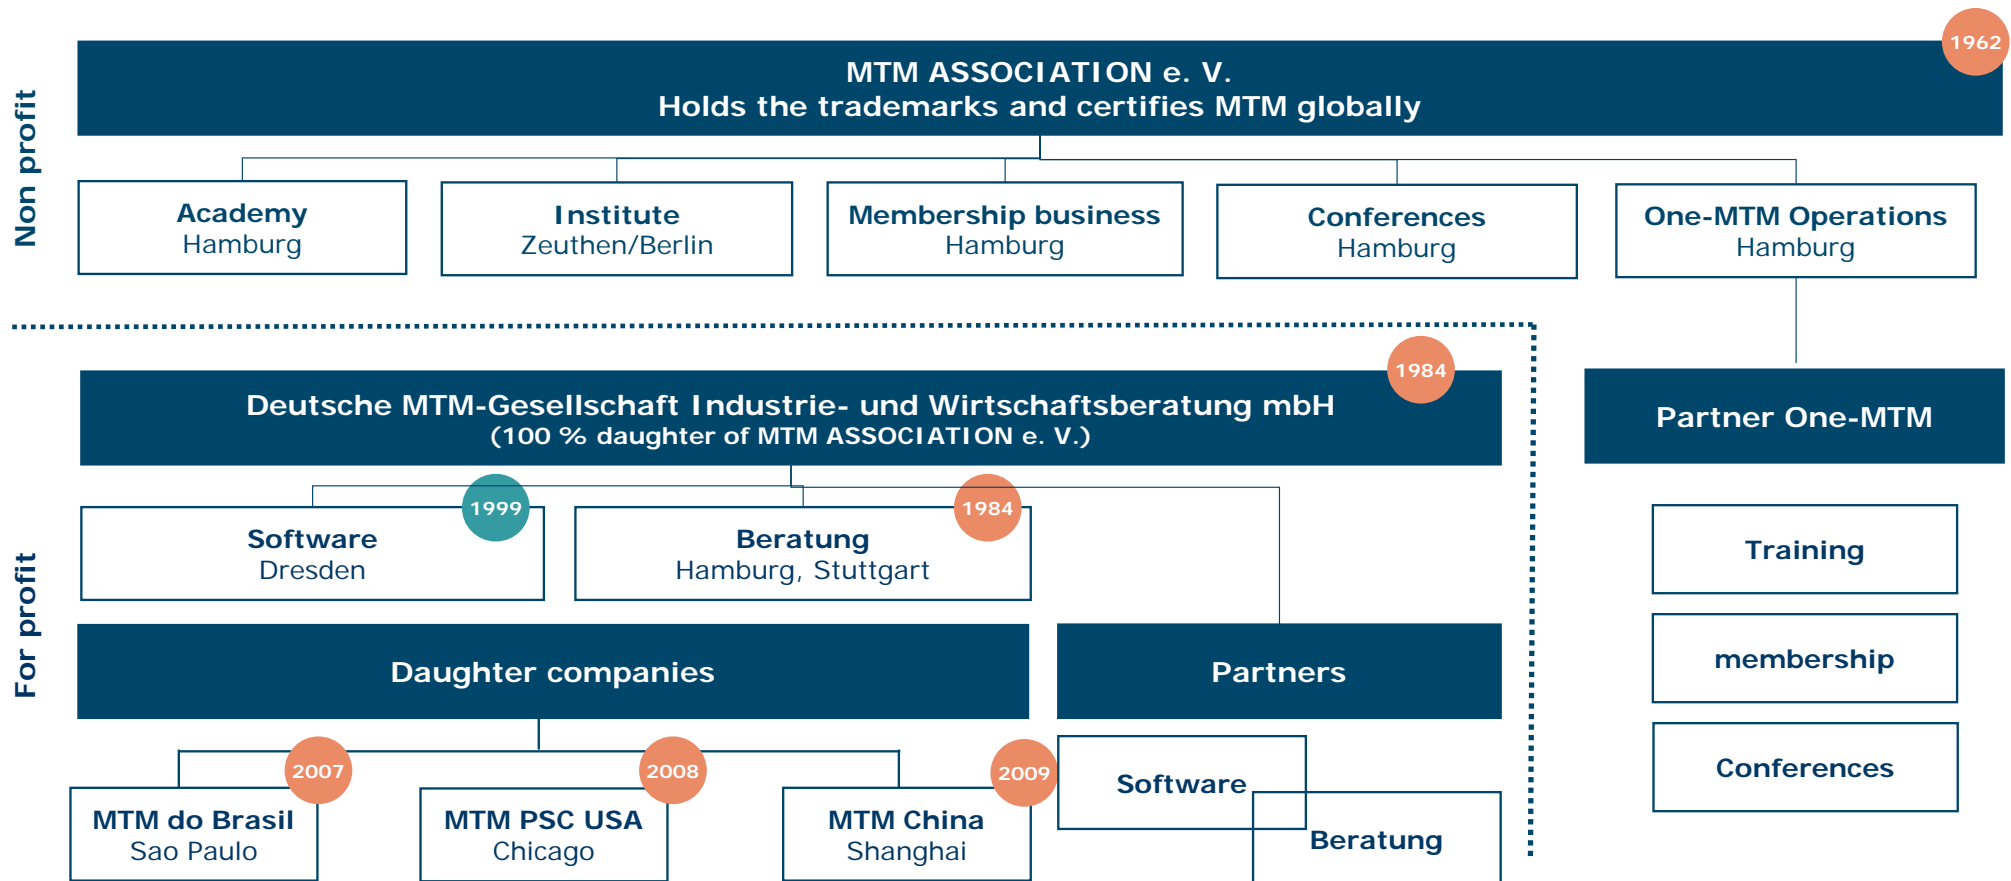 1962
MTM ASSOCIATION e. V.
Holds the trademarks and certifies MTM globally
Non profit
Academy
Hamburg
Institute
Zeuthen/Berlin
Membership business
Hamburg
Conferences
Hamburg
One-MTM Operations
Hamburg
1984
Deutsche MTM-Gesellschaft Industrie- und Wirtschaftsberatung mbH
(100 % daughter of MTM ASSOCIATION e. V.)
Partner One-MTM
For profit
1999
Software
Dresden
1984
Beratung
Hamburg, Stuttgart
Training
membership
Conferences
Daughter companies
Partners
2007
MTM do Brasil
Sao Paulo
2008
MTM PSC USA
Chicago
2009
MTM China
Shanghai
Software
Beratung